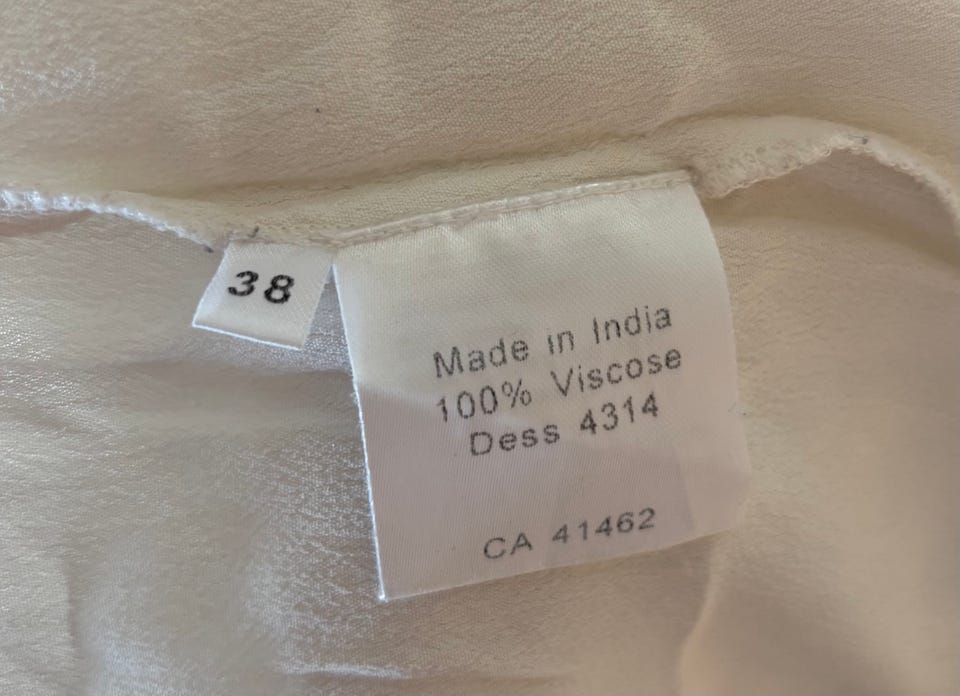 38
Made in India
100% Viscose
Dess 4314
CA 41462